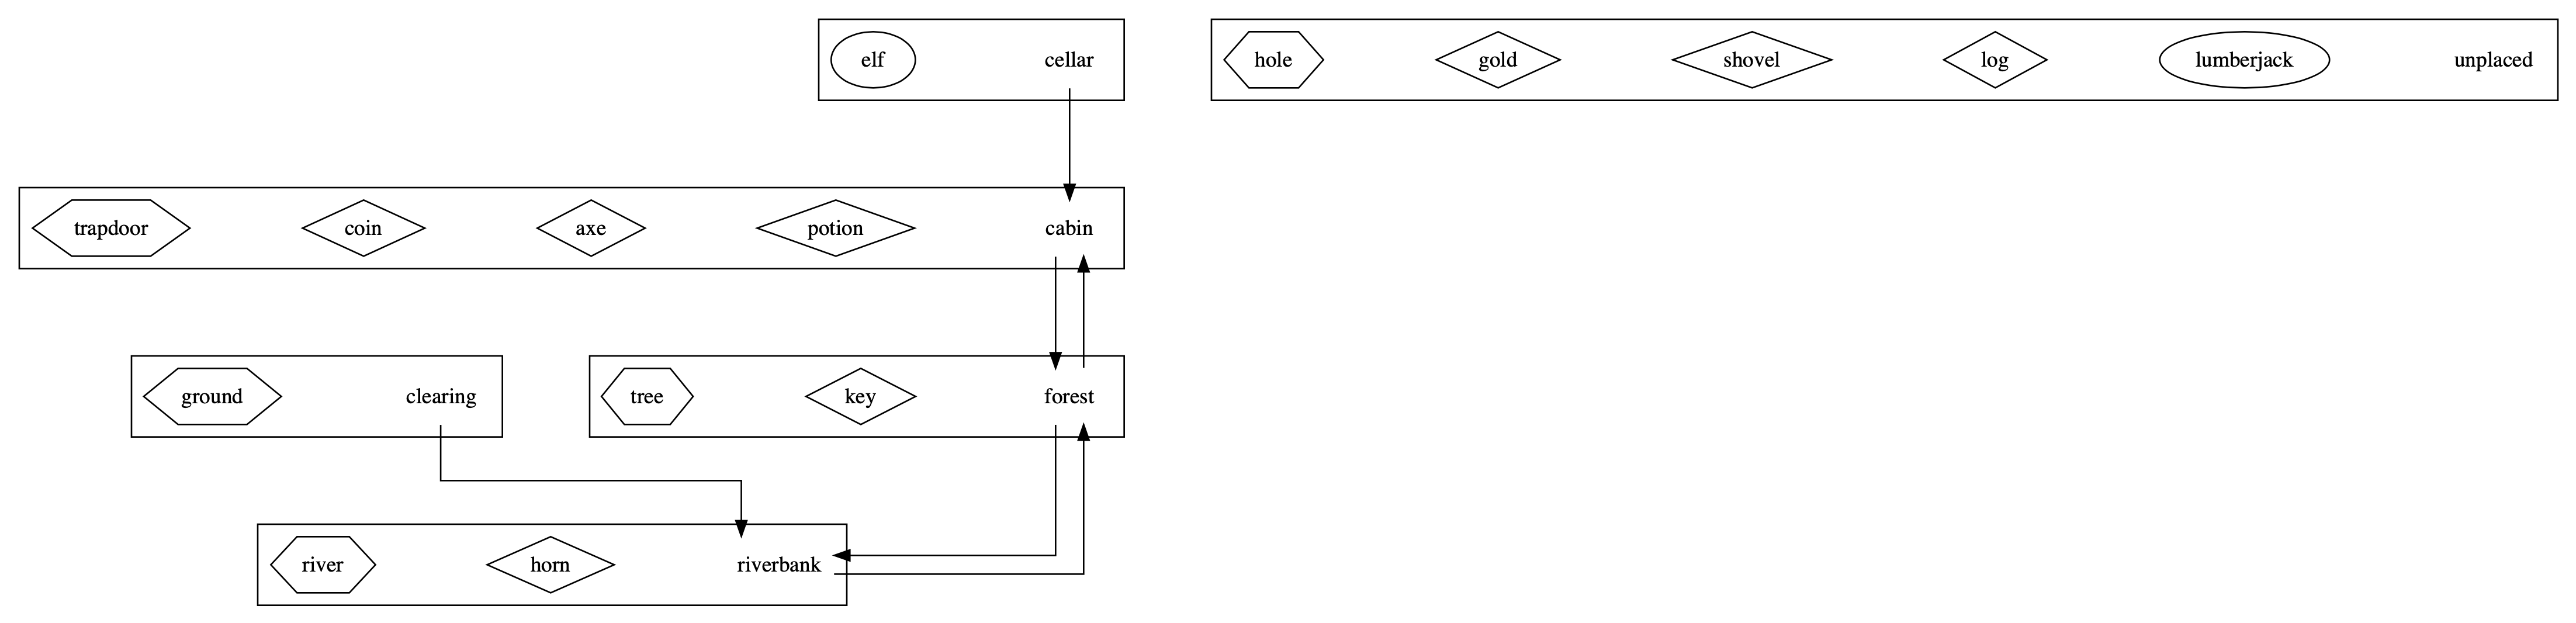 elf cellar
hole gold shovel log lumberjack unplaced
trapdoor coin axe potion cabin
ground clearing
tree key forest
river horn riverbank